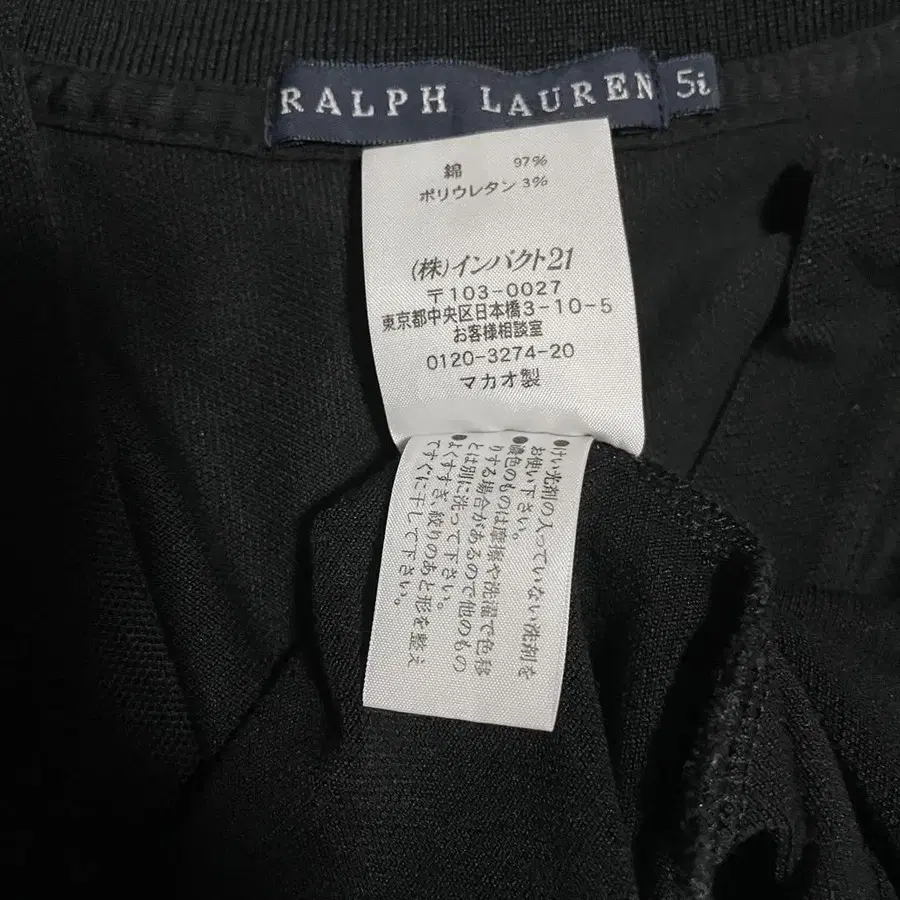 RALPH LAUREN
5i
綿 97%
ポリウレタン 3%
(株)インパクト21
〒103-0027
東京都中央区日本橋3-10-5
お客様相談室
0120-3274-20
マカオ製
●けい光剤の入っていない洗剤を
お使い下さい。
●濃色のものは摩擦や洗濯で色移
りする場合があるので他のもの
とは別に洗って下さい。
●よくすすぎ、絞りのあと形を整え
てすぐに干して下さい。